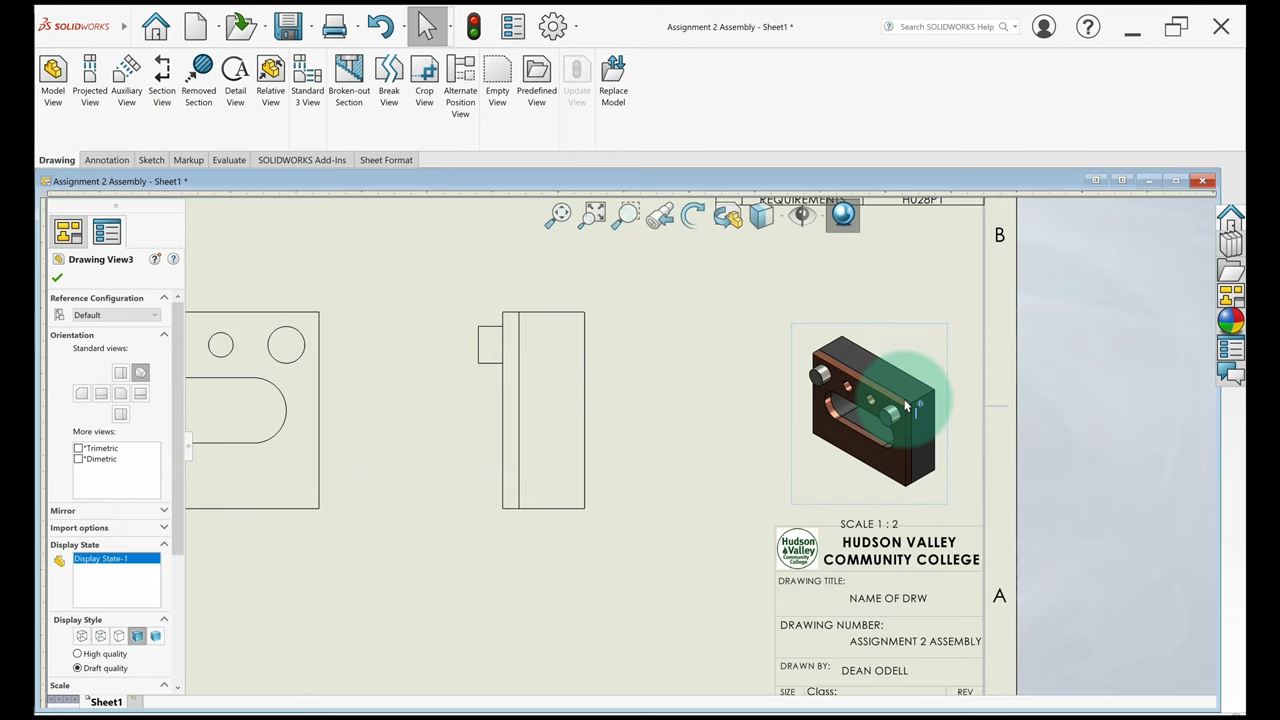 SOLIDWORKS
Assignment 2 Assembly - Sheet1 *
Search SOLIDWORKS Help
Model View
Projected View
Auxiliary View
Section View
Removed Section
Detail View
Relative View
Standard 3 View
Broken-out Section
Break View
Crop View
Alternate Position View
Empty View
Predefined View
Update View
Replace Model
Drawing
Annotation
Sketch
Markup
Evaluate
SOLIDWORKS Add-Ins
Sheet Format
Assignment 2 Assembly - Sheet1 *
REQUIREMENTS
HU28P1
B
Drawing View3
Reference Configuration
Default
Orientation
Standard views:
More views:
*Trimetric
*Dimetric
Mirror
Import options
Display State
Display State-1
Display Style
High quality
Draft quality
Scale
SCALE 1 : 2
Hudson Valley Community College
HUDSON VALLEY
COMMUNITY COLLEGE
DRAWING TITLE:
NAME OF DRW
A
DRAWING NUMBER:
ASSIGNMENT 2 ASSEMBLY
DRAWN BY: DEAN ODELL
SIZE Class: REV
Sheet1